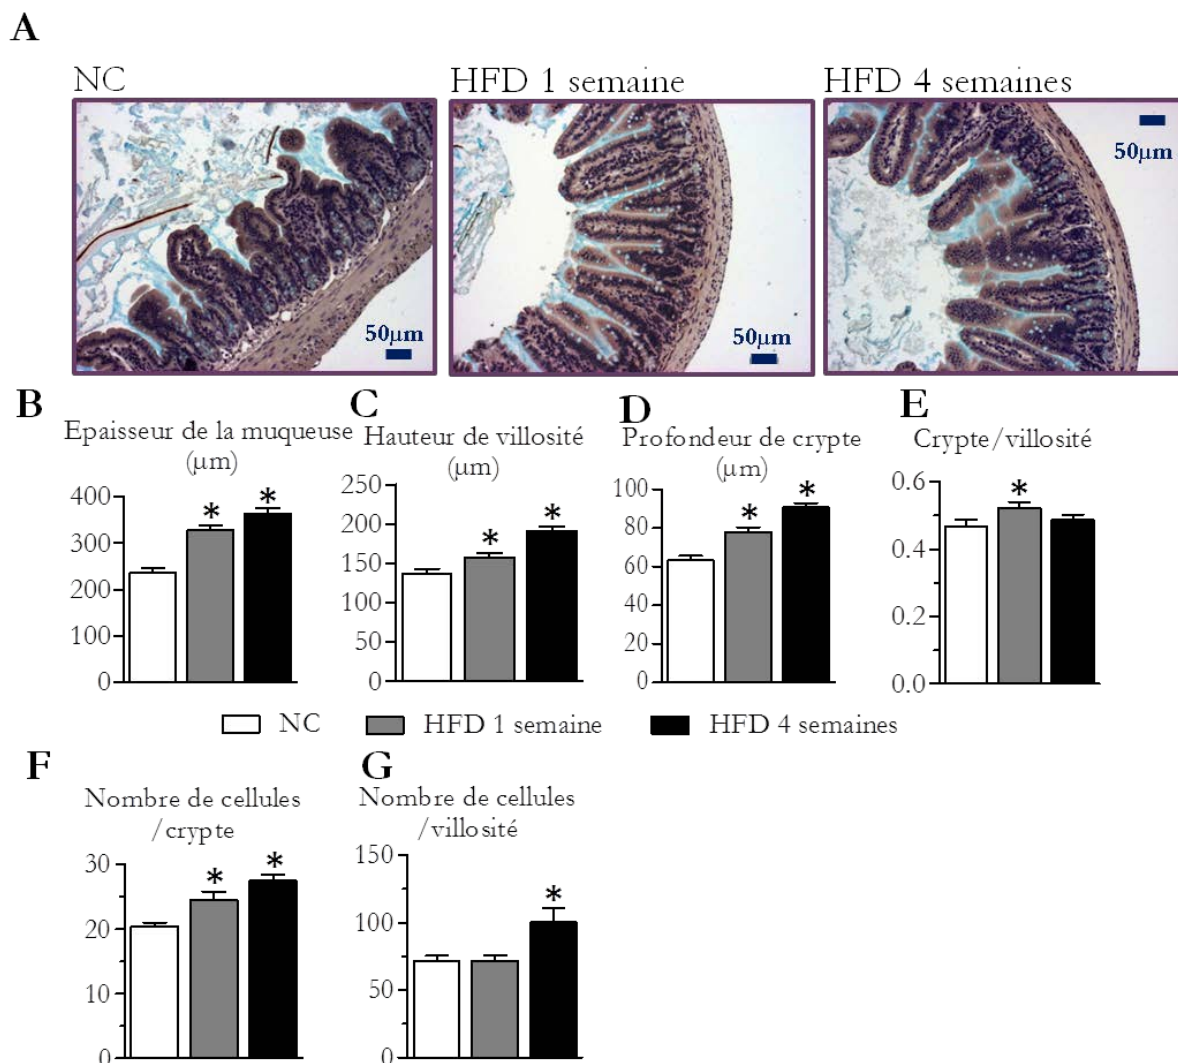 A
NC
HFD 1 semaine
HFD 4 semaines
50µm
50µm
50µm
B
Epaisseur de la muqueuse
(µm)
400
300
200
100
0
*
*
C
Hauteur de villosité
(µm)
250
200
150
100
50
0
*
*
D
Profondeur de crypte
(µm)
100
80
60
40
20
0
*
*
E
Crypte/villosité
0.6
0.4
0.2
0.0
*
NC
HFD 1 semaine
HFD 4 semaines
F
Nombre de cellules
/crypte
30
20
10
0
*
*
G
Nombre de cellules
/villosité
150
100
50
0
*